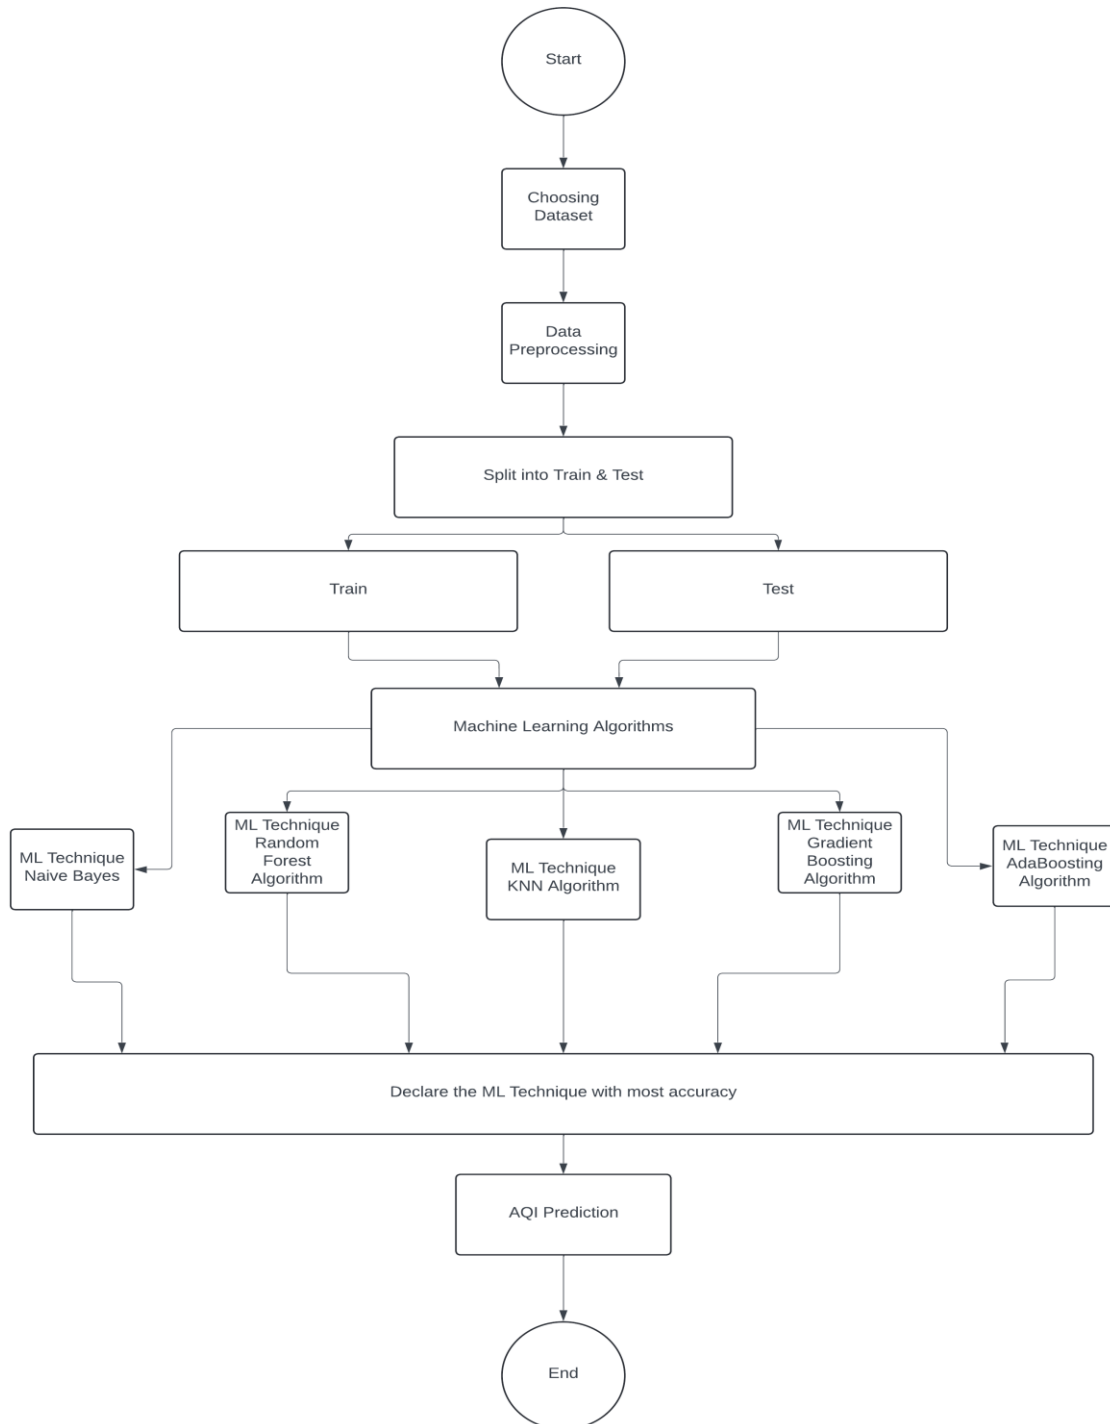 Start
Choosing
Dataset
Data
Preprocessing
Split into Train & Test
Train
Test
Machine Learning Algorithms
ML Technique
Naive Bayes
ML Technique
Random
Forest
Algorithm
ML Technique
KNN Algorithm
ML Technique
Gradient
Boosting
Algorithm
ML Technique
AdaBoosting
Algorithm
Declare the ML Technique with most accuracy
AQI Prediction
End